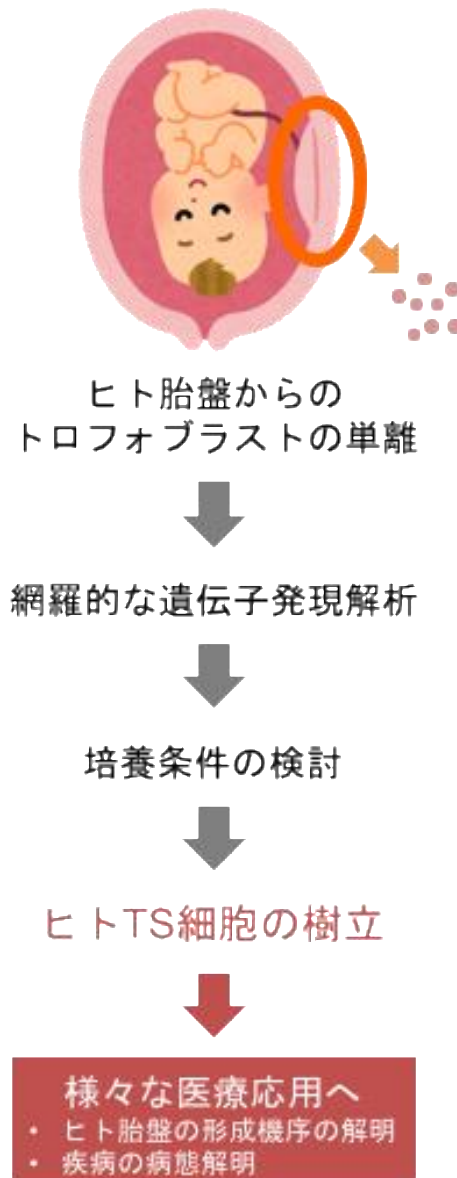 ヒト胎盤からの
トロフォブラストの単離
網羅的な遺伝子発現解析
培養条件の検討
ヒトTS細胞の樹立
様々な医療応用へ
・ ヒト胎盤の形成機序の解明
・ 疾病の病態解明